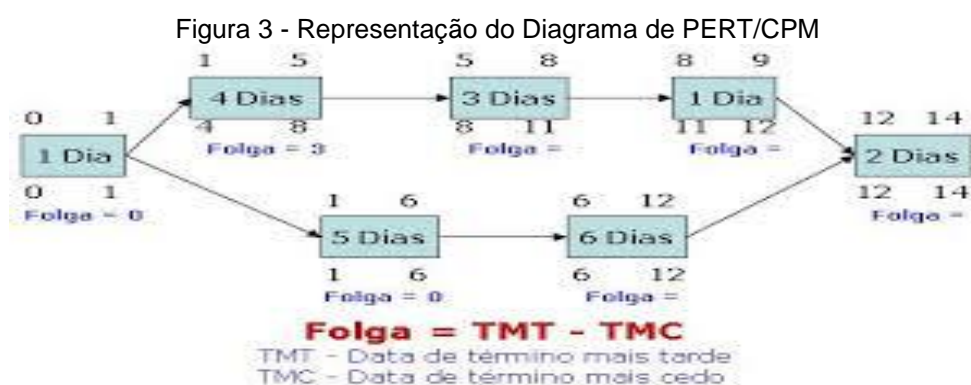 Figura 3 - Representação do Diagrama de PERT/CPM
1 5 5 8 8 9
4 Dias 3 Dias 1 Dia
0 1 4 8 8 11 11 12 12 14
Folga = 3 Folga = Folga =
1 Dia 2 Dias
0 1 12 14
Folga = 0 Folga =
1 6 6 12
5 Dias 6 Dias
1 6 6 12
Folga = 0 Folga =
Folga = TMT - TMC
TMT - Data de término mais tarde
TMC - Data de término mais cedo